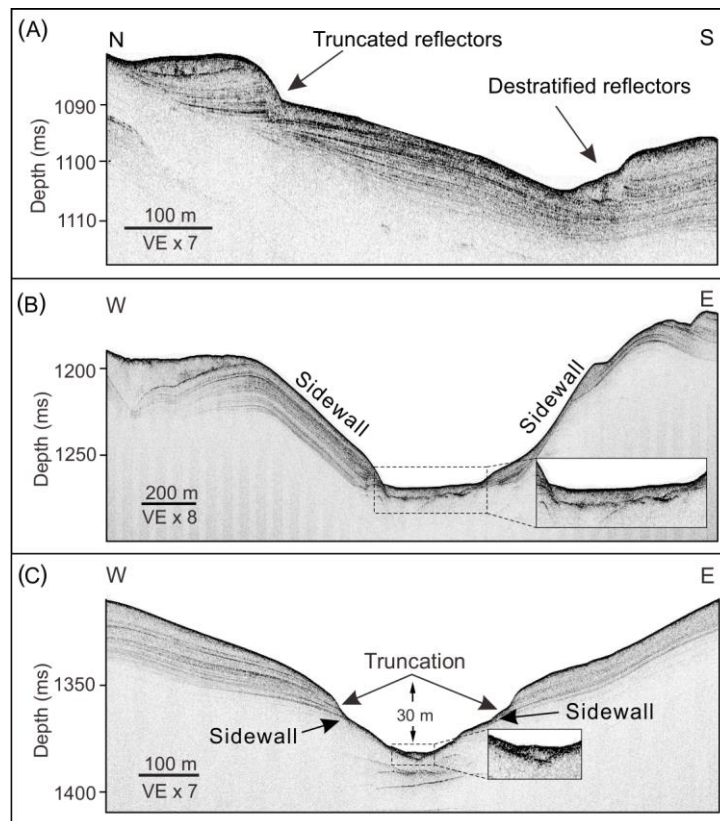 (A)
N
Truncated reflectors
S
Destratified reflectors
Depth (ms)
1090
1100
1110
100 m
VE x 7
(B)
W
E
Sidewall
Sidewall
Depth (ms)
1200
1250
200 m
VE x 8
(C)
W
E
Truncation
30 m
Sidewall
Sidewall
Depth (ms)
1350
1400
100 m
VE x 7